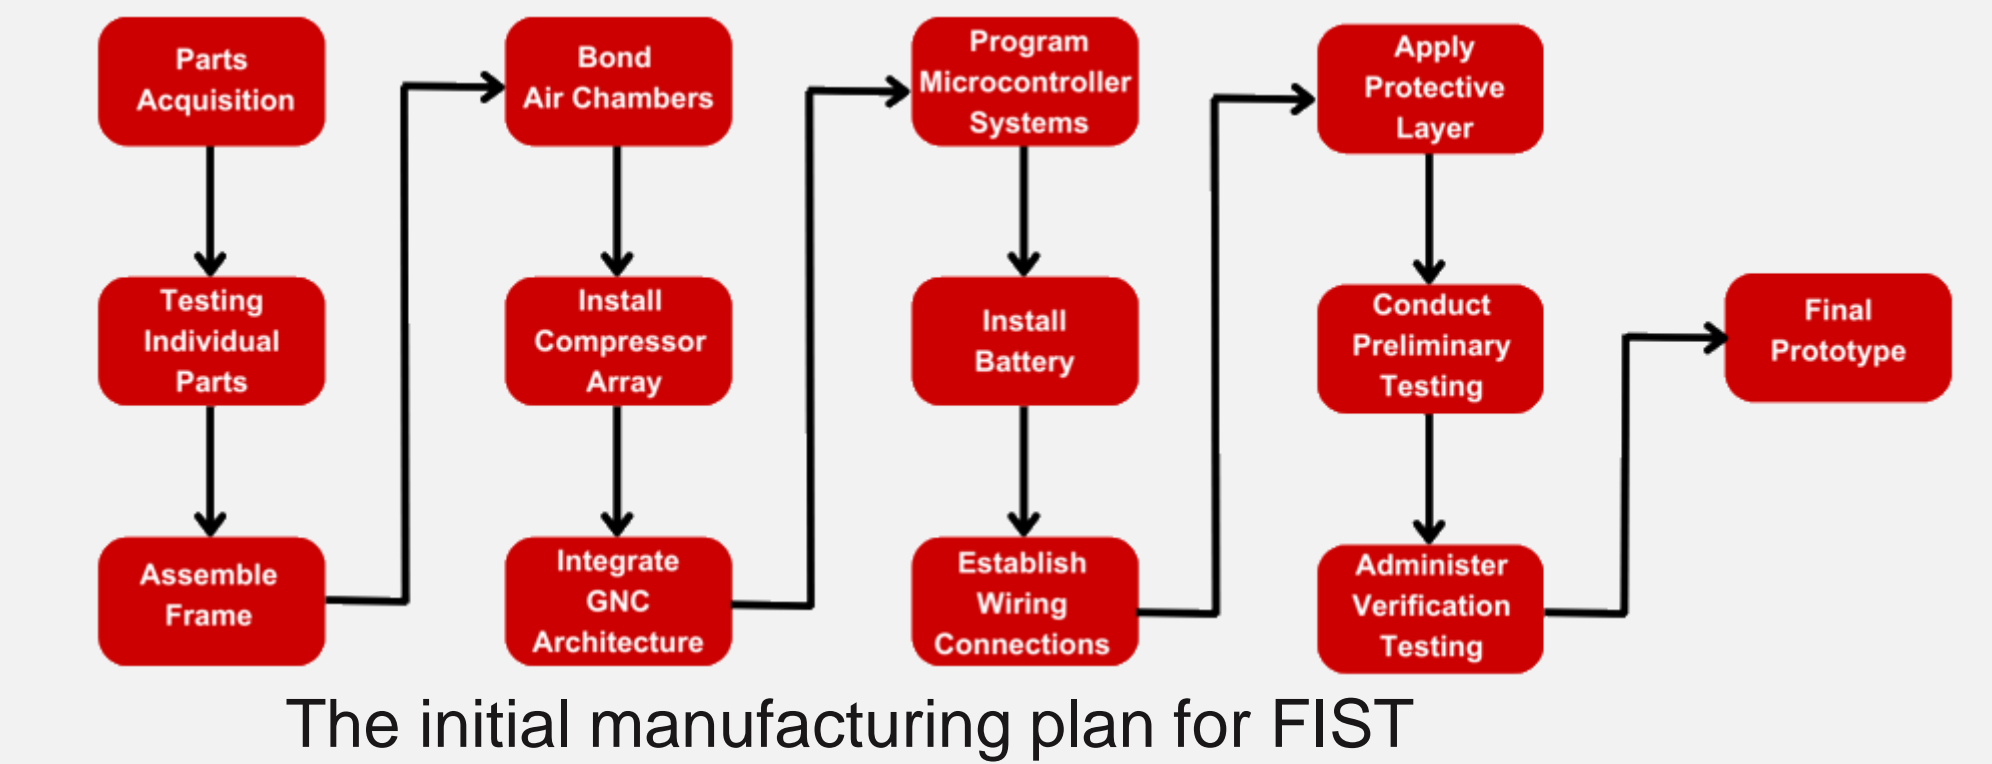 Parts
Acquisition
Testing
Individual
Parts
Assemble
Frame
Bond
Air Chambers
Install
Compressor
Array
Integrate
GNC
Architecture
Program
Microcontroller
Systems
Install
Battery
Establish
Wiring
Connections
Apply
Protective
Layer
Conduct
Preliminary
Testing
Administer
Verification
Testing
Final
Prototype
The initial manufacturing plan for FIST